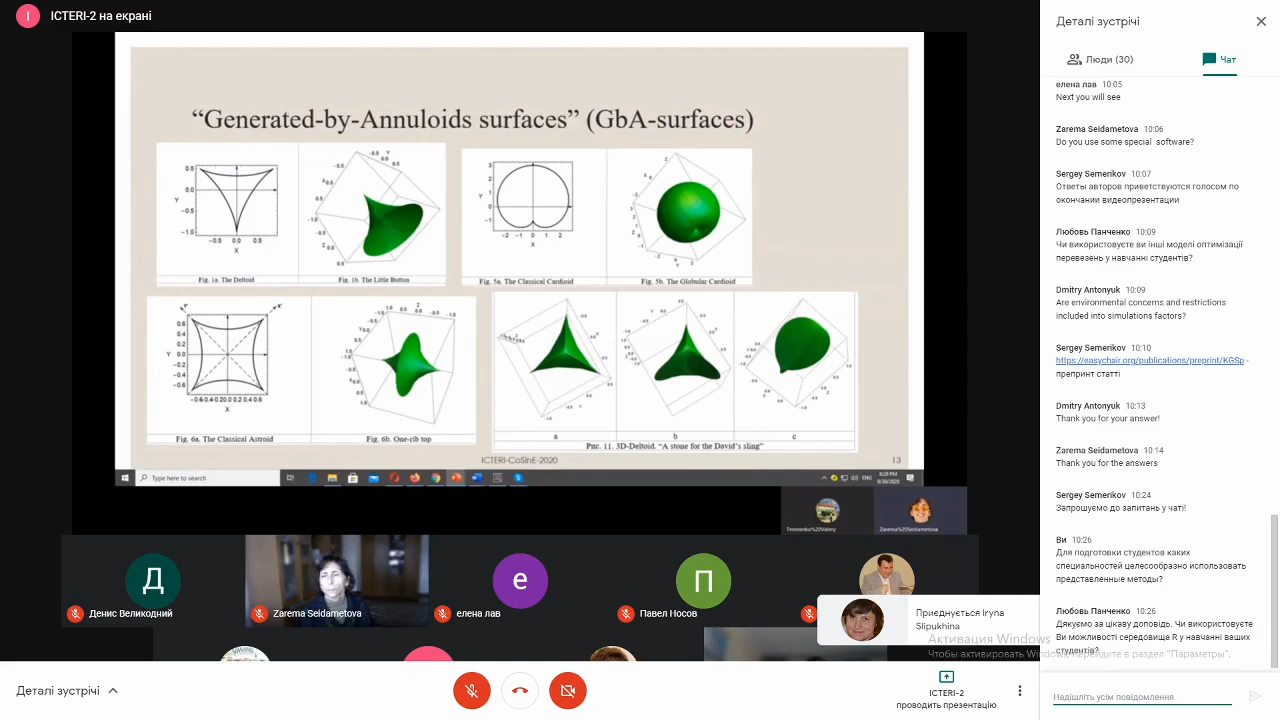 І
ICTERI-2 на екрані
“Generated-by-Annuloids surfaces” (GbA-surfaces)
Fig. 1a. The Deltoid
Fig. 1b. The Little Button
Fig. 5a. The Classical Cardioid
Fig. 5b. The Globular Cardioid
Fig. 6a. The Classical Astroid
Fig. 6b. One-rib top
a
b
c
Рис. 11. 3D-Deltoid. “A stone for the David’s sling”
ICTERI-CoSinE-2020
13
Type here to search
ENG
9/30/2020
Temnenko%20Valery
Zarema%20Seidametova
Д
Денис Великодний
Zarema Seidametova
е
елена лав
П
Павел Носов
Приєднується Iryna
Slipukhina
Деталі зустрічі
ICTERI-2
проводить презентацію
Деталі зустрічі
Люди (30)
Чат
елена лав 10:05
Next you will see
Zarema Seidametova 10:06
Do you use some special software?
Sergey Semerikov 10:07
Ответы авторов приветствуются голосом по
окончании видеопрезентации
Любовь Панченко 10:09
Чи використовуєте ви інші моделі оптимізації
перевезень у навчанні студентів?
Dmitry Antonyuk 10:09
Are environmental concerns and restrictions
included into simulations factors?
Sergey Semerikov 10:10
https://easychair.org/publications/preprint/KGSp -
препринт статті
Dmitry Antonyuk 10:13
Thank you for your answer!
Zarema Seidametova 10:14
Thank you for the answers
Sergey Semerikov 10:24
Запрошуємо до запитань у чаті!
Ви 10:26
Для подготовки студентов каких
специальностей целесообразно использовать
представленные методы?
Любовь Панченко 10:26
Дякуємо за цікаву доповідь. Чи використовуєте
Ви можливості середовища R у навчанні ваших
студентів?
Активация Windows
Чтобы активировать Windows, перейдите в раздел "Параметры".
Надішліть усім повідомлення